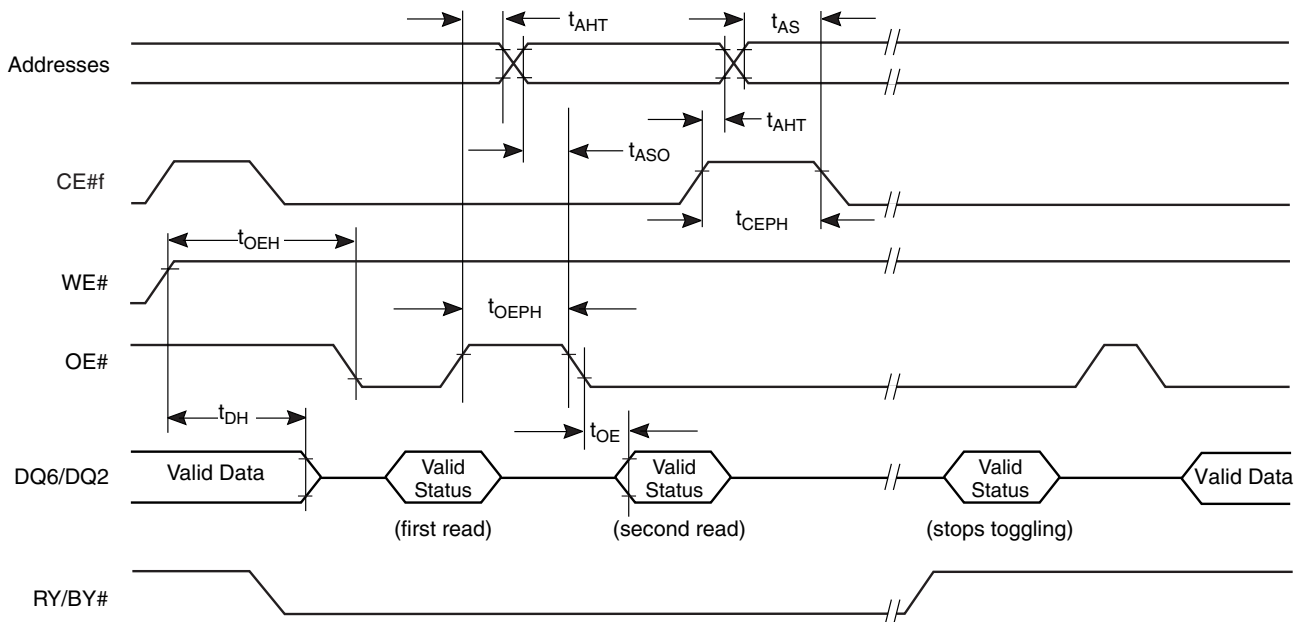 tAHT
tAS
Addresses
tAHT
tASO
CE#f
tCEPH
tOEH
WE#
tOEPH
OE#
tDH
tOE
DQ6/DQ2
Valid Data
Valid
Status
Valid
Status
Valid
Status
Valid Data
(first read)
(second read)
(stops toggling)
RY/BY#